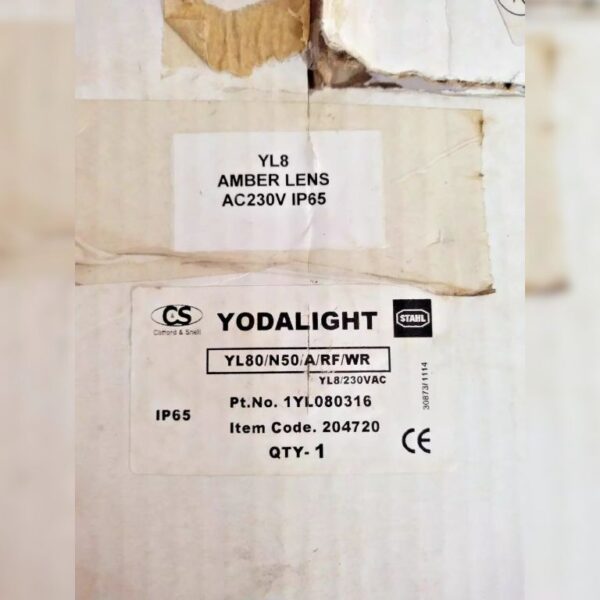 YL8
AMBER LENS
AC230V IP65
C&S
Clifford & Snell
YODALIGHT
STAHL
YL80/N50/A/RF/WR
YL8/230VAC
30873/1114
Pt.No. 1YL080316
IP65
Item Code. 204720
CE
QTY- 1